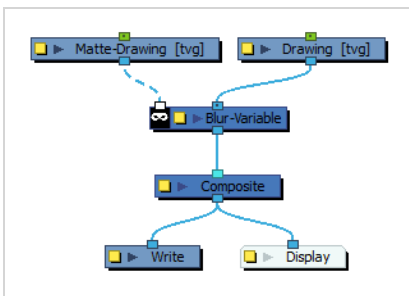 Matte-Drawing [tvg]
Drawing [tvg]
Blur-Variable
Composite
Write
Display